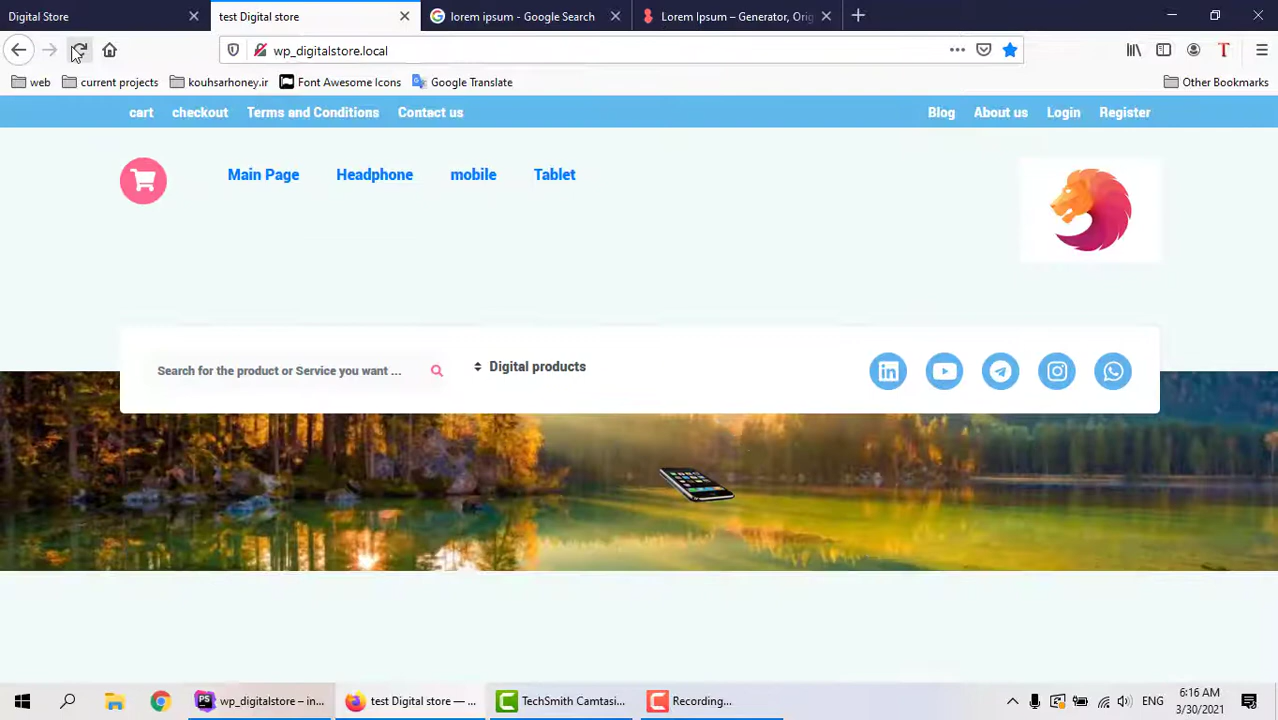 Digital Store
test Digital store
lorem ipsum - Google Search
Lorem Ipsum – Generator, Orig
wp_digitalstore.local
web
current projects
kouhsarhoney.ir
Font Awesome Icons
Google Translate
Other Bookmarks
cart
checkout
Terms and Conditions
Contact us
Blog
About us
Login
Register
Main Page
Headphone
mobile
Tablet
Search for the product or Service you want ...
Digital products
wp_digitalstore – in...
test Digital store — ...
TechSmith Camtasi...
Recording...
ENG
6:16 AM
3/30/2021